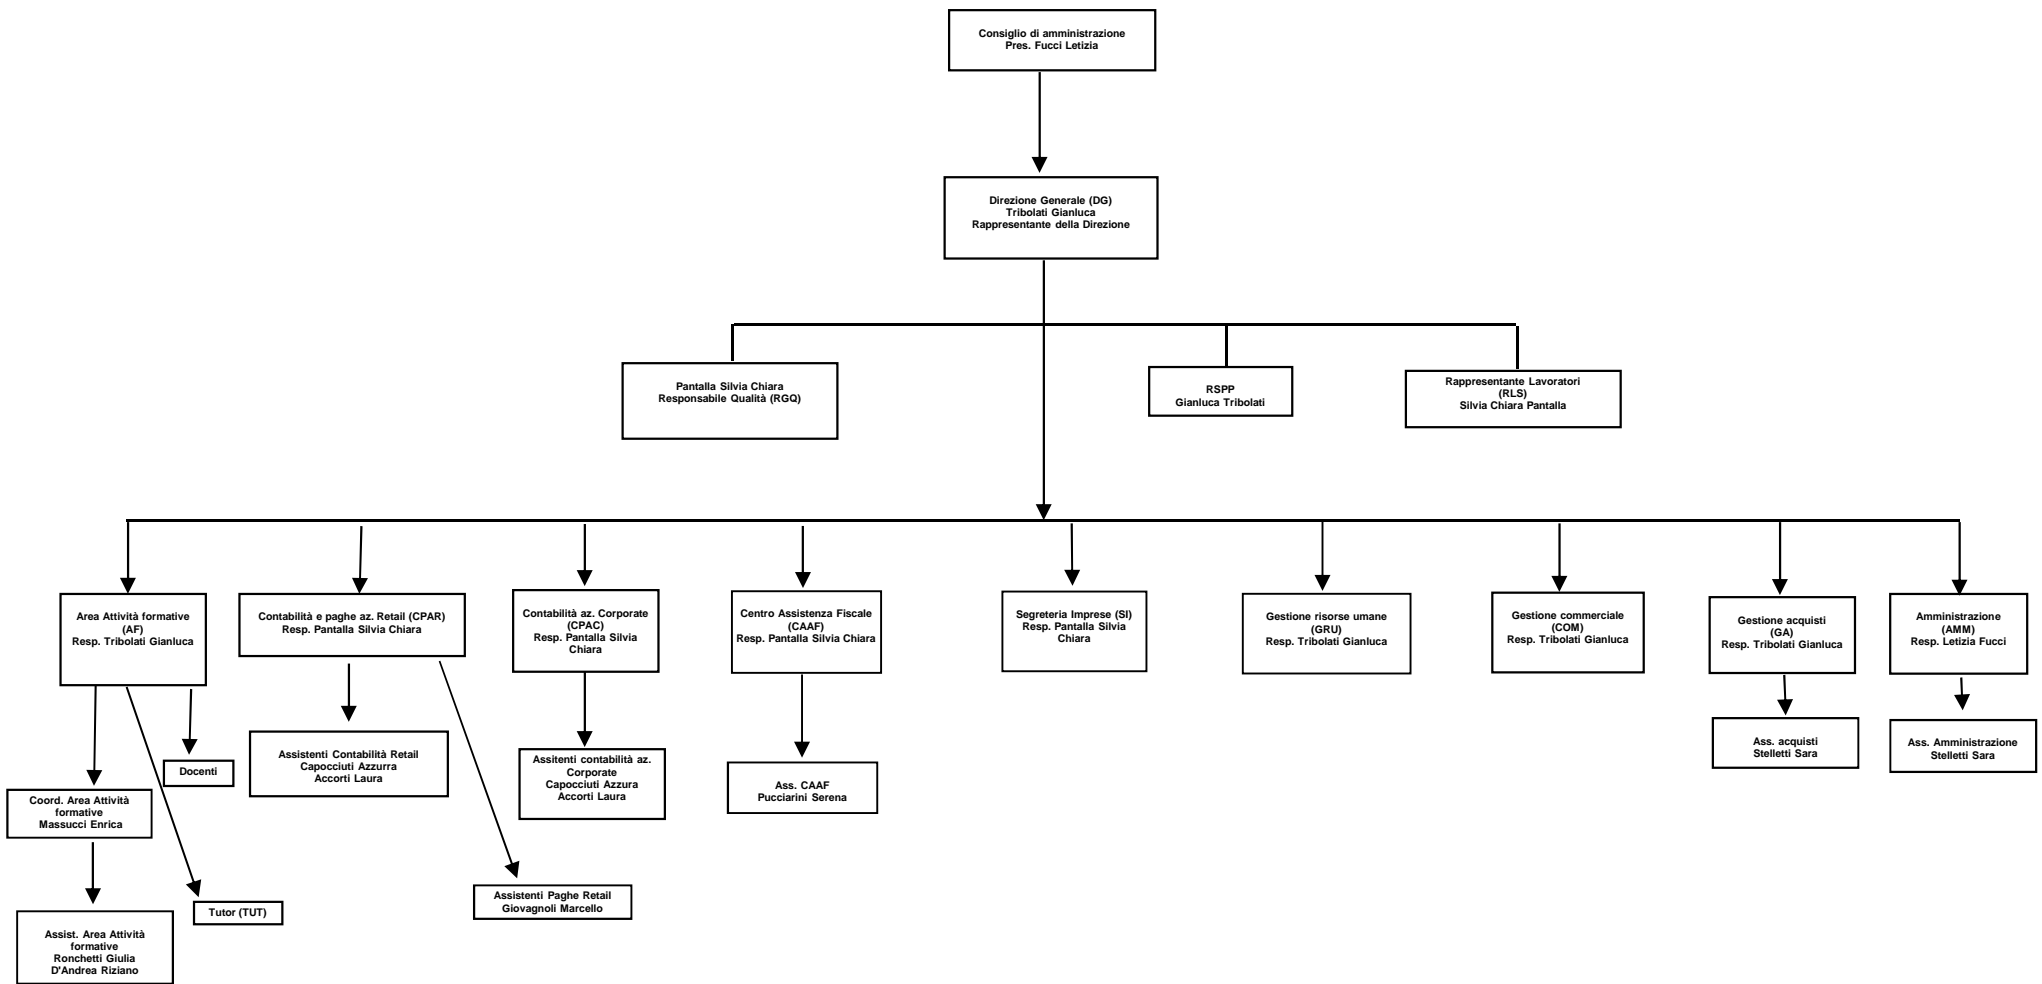 Consiglio di amministrazione
Pres. Fucci Letizia
Direzione Generale (DG)
Tribolati Gianluca
Rappresentante della Direzione
Pantalla Silvia Chiara
Responsabile Qualità (RGQ)
RSPP
Gianluca Tribolati
Rappresentante Lavoratori
(RLS)
Silvia Chiara Pantalla
Area Attività formative
(AF)
Resp. Tribolati Gianluca
Contabilità e paghe az. Retail (CPAR)
Resp. Pantalla Silvia Chiara
Contabilità az. Corporate
(CPAC)
Resp. Pantalla Silvia
Chiara
Centro Assistenza Fiscale
(CAAF)
Resp. Pantalla Silvia Chiara
Segreteria Imprese (SI)
Resp. Pantalla Silvia
Chiara
Gestione risorse umane
(GRU)
Resp. Tribolati Gianluca
Gestione commerciale
(COM)
Resp. Tribolati Gianluca
Gestione acquisti
(GA)
Resp. Tribolati Gianluca
Amministrazione
(AMM)
Resp. Letizia Fucci
Docenti
Assistenti Contabilità Retail
Capocciuti Azzurra
Accorti Laura
Assitenti contabilità az.
Corporate
Capocciuti Azzura
Accorti Laura
Ass. CAAF
Pucciarini Serena
Ass. acquisti
Stelletti Sara
Ass. Amministrazione
Stelletti Sara
Coord. Area Attività
formative
Massucci Enrica
Assistenti Paghe Retail
Giovagnoli Marcello
Tutor (TUT)
Assist. Area Attività
formative
Ronchetti Giulia
D'Andrea Riziano